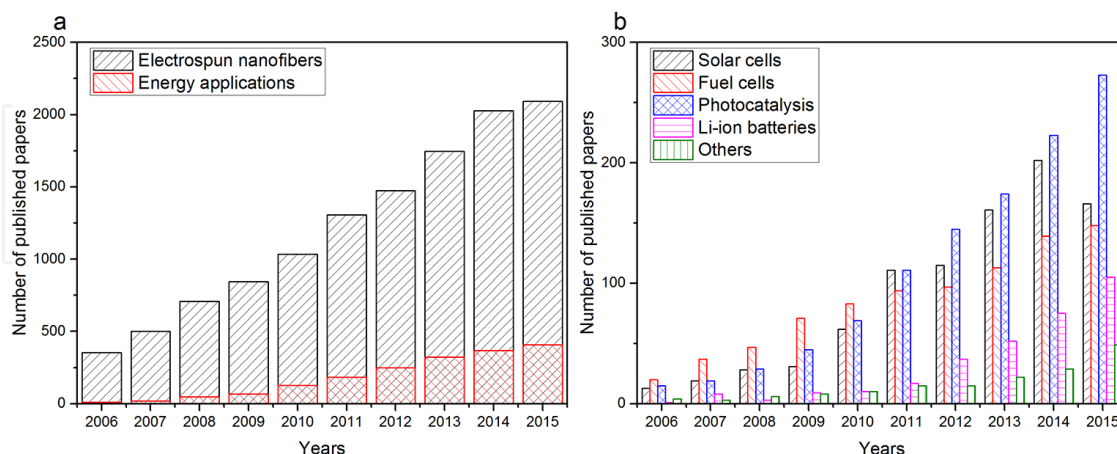 a
2500
2000
1500
1000
500
0
Number of published papers
Electrospun nanofibers
Energy applications
2006 2007 2008 2009 2010 2011 2012 2013 2014 2015
Years
b
300
200
100
0
Number of published papers
Solar cells
Fuel cells
Photocatalysis
Li-ion batteries
Others
2006 2007 2008 2009 2010 2011 2012 2013 2014 2015
Years